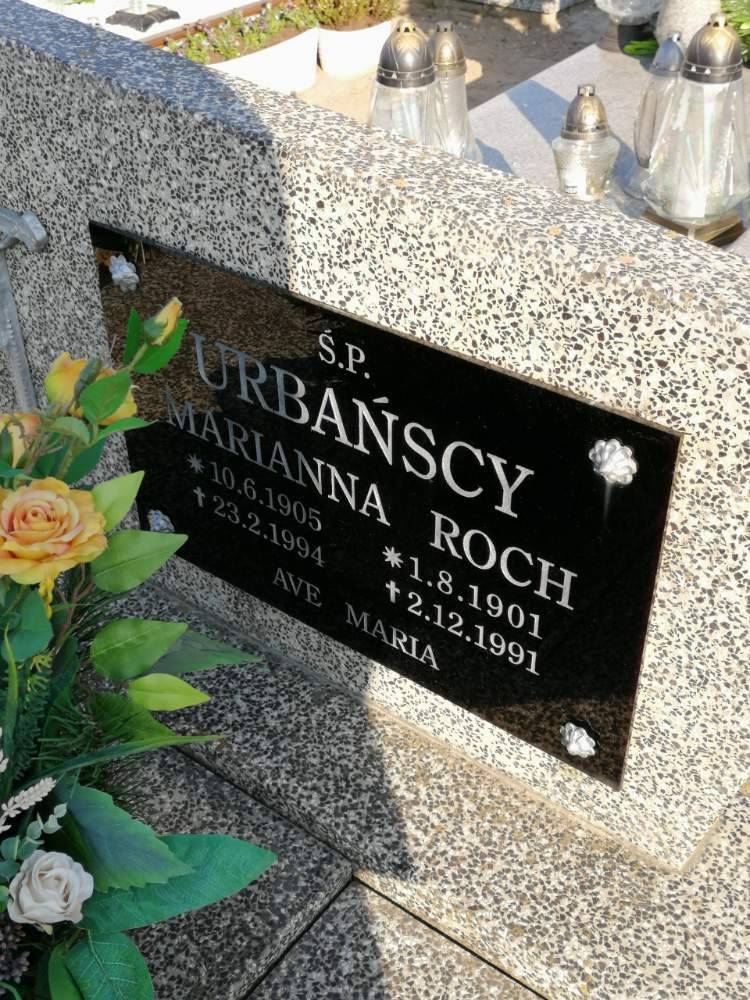 Ś.P.
URBAŃSCY
MARIANNA ROCH
* 10.6.1905 * 1.8.1901
† 23.2.1994 † 2.12.1991
AVE MARIA